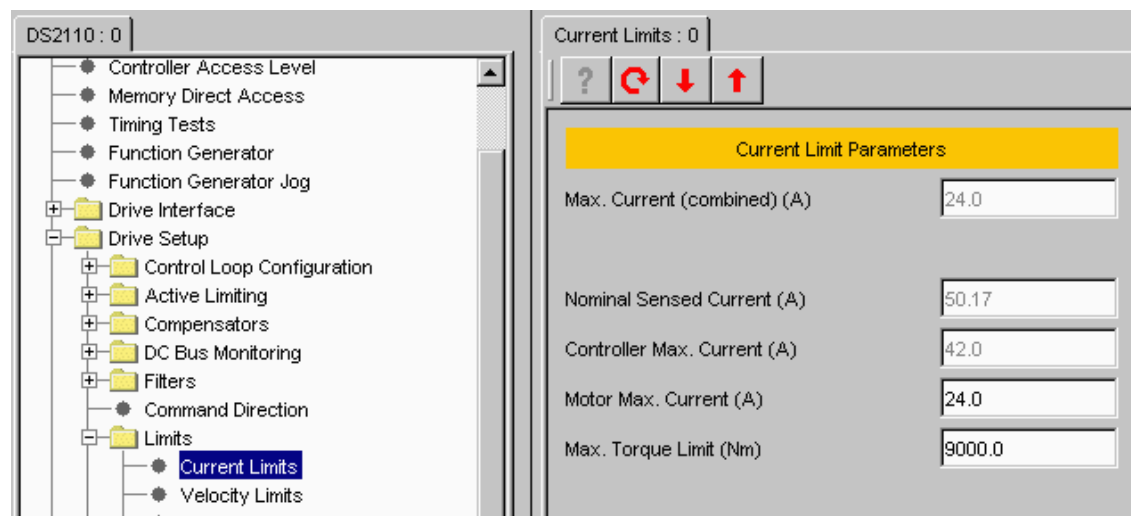 DS2110 : 0
Controller Access Level
Memory Direct Access
Timing Tests
Function Generator
Function Generator Jog
Drive Interface
Drive Setup
Control Loop Configuration
Active Limiting
Compensators
DC Bus Monitoring
Filters
Command Direction
Limits
Current Limits
Velocity Limits
Current Limits : 0
?
Current Limit Parameters
Max. Current (combined) (A) 24.0
Nominal Sensed Current (A) 50.17
Controller Max. Current (A) 42.0
Motor Max. Current (A) 24.0
Max. Torque Limit (Nm) 9000.0